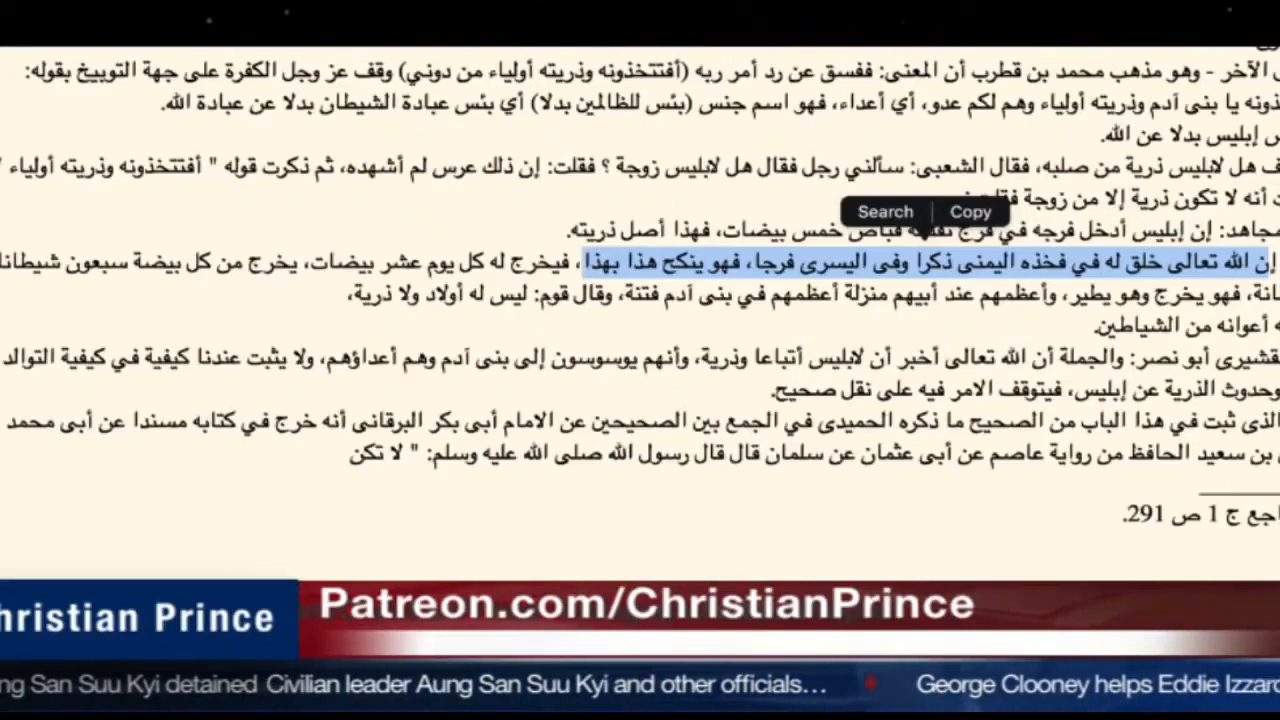 الآخر - وهو مذهب محمد بن قطرب أن المعنى: ففسق عن رد أمر ربه (أفتتخذونه وذريته أولياء من دوني) وقف عز وجل الكفرة على جهة التوبيخ بقوله:
يا بنى آدم وذريته أولياء وهم لكم عدو، أي أعداء، فهو اسم جنس (بئس للظالمين بدلا) أي بئس عبادة الشيطان بدلا عن عبادة الله.
إبليس بدلا عن الله.
هل لابليس ذرية من صلبه، فقال الشعبى: سألني رجل فقال هل لابليس زوجة ؟ فقلت: إن ذلك عرس لم أشهده، ثم ذكرت قوله " أفتتخذونه وذريته أولياء "
أنه لا تكون ذرية إلا من زوجة
Search Copy
إن إبليس أدخل فرجه في فرج خمس بيضات، فهذا أصل ذريته.
إن الله تعالى خلق له في فخذه اليمنى ذكرا وفى اليسرى فرجا، فهو ينكح هذا بهذا، فيخرج له كل يوم عشر بيضات، يخرج من كل بيضة سبعون شيطانا
فهو يخرج وهو يطير، وأعظمهم عند أبيهم منزلة أعظمهم في بنى آدم فتنة، وقال قوم: ليس له أولاد ولا ذرية،
أعوانه من الشياطين.
أبو نصر: والجملة أن الله تعالى أخبر أن لابليس أتباعا وذرية، وأنهم يوسوسون إلى بنى آدم وهم أعداؤهم، ولا يثبت عندنا كيفية في كيفية التوالد
وحدوث الذرية عن إبليس، فيتوقف الامر فيه على نقل صحيح.
الذى ثبت في هذا الباب من الصحيح ما ذكره الحميدى في الجمع بين الصحيحين عن الامام أبى بكر البرقانى أنه خرج في كتابه مسندا عن أبى محمد
بن سعيد الحافظ من رواية عاصم عن أبى عثمان عن سلمان قال قال رسول الله صلى الله عليه وسلم: " لا تكن
ج 1 ص 291.
hristian Prince
Patreon.com/ChristianPrince
ng San Suu Kyi detained Civilian leader Aung San Suu Kyi and other officials… George Clooney helps Eddie Izzard